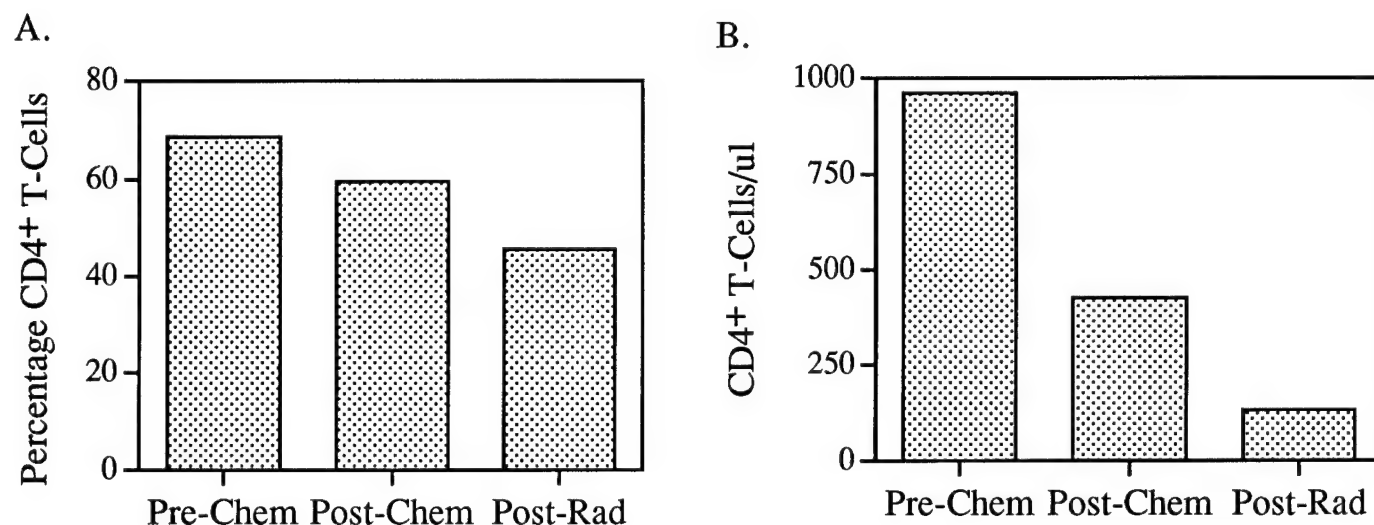 A.
Percentage CD4+ T-Cells
80
60
40
20
0
Pre-Chem Post-Chem Post-Rad
B.
CD4+ T-Cells/ul
1000
750
500
250
0
Pre-Chem Post-Chem Post-Rad